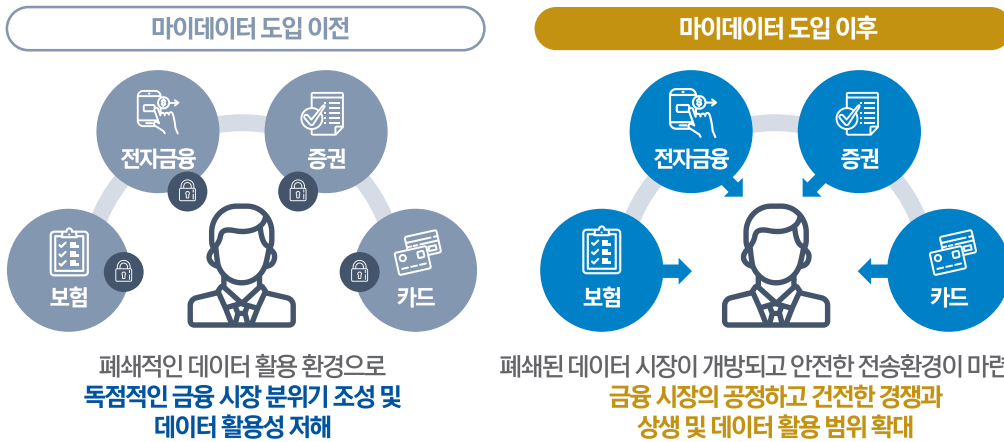 마이데이터 도입 이전
전자금융
증권
보험
카드
폐쇄적인 데이터 활용 환경으로
독점적인 금융 시장 분위기 조성 및
데이터 활용성 저해
마이데이터 도입 이후
전자금융
증권
보험
카드
폐쇄된 데이터 시장이 개방되고 안전한 전송환경이 마련
금융 시장의 공정하고 건전한 경쟁과
상생 및 데이터 활용 범위 확대